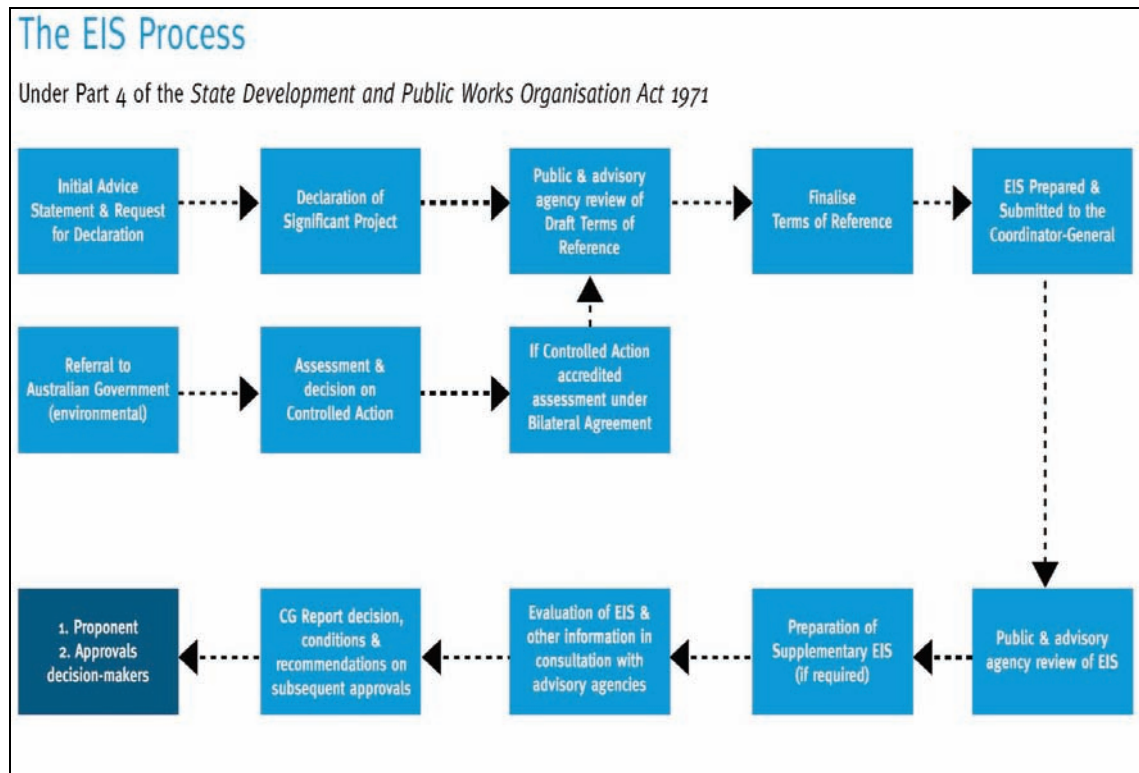 The EIS Process
Under Part 4 of the State Development and Public Works Organisation Act 1971
Initial Advice
Statement & Request
for Declaration
Declaration of
Significant Project
Public & advisory
agency review of
Draft Terms of
Reference
Finalise
Terms of Reference
EIS Prepared &
Submitted to the
Coordinator-General
Referral to
Australian Government
(environmental)
Assessment &
decision on
Controlled Action
If Controlled Action
accredited
assessment under
Bilateral Agreement
1. Proponent
2. Approvals
decision-makers
CG Report decision,
conditions &
recommendations on
subsequent approvals
Evaluation of EIS &
other information in
consultation with
advisory agencies
Preparation of
Supplementary EIS
(if required)
Public & advisory
agency review of EIS